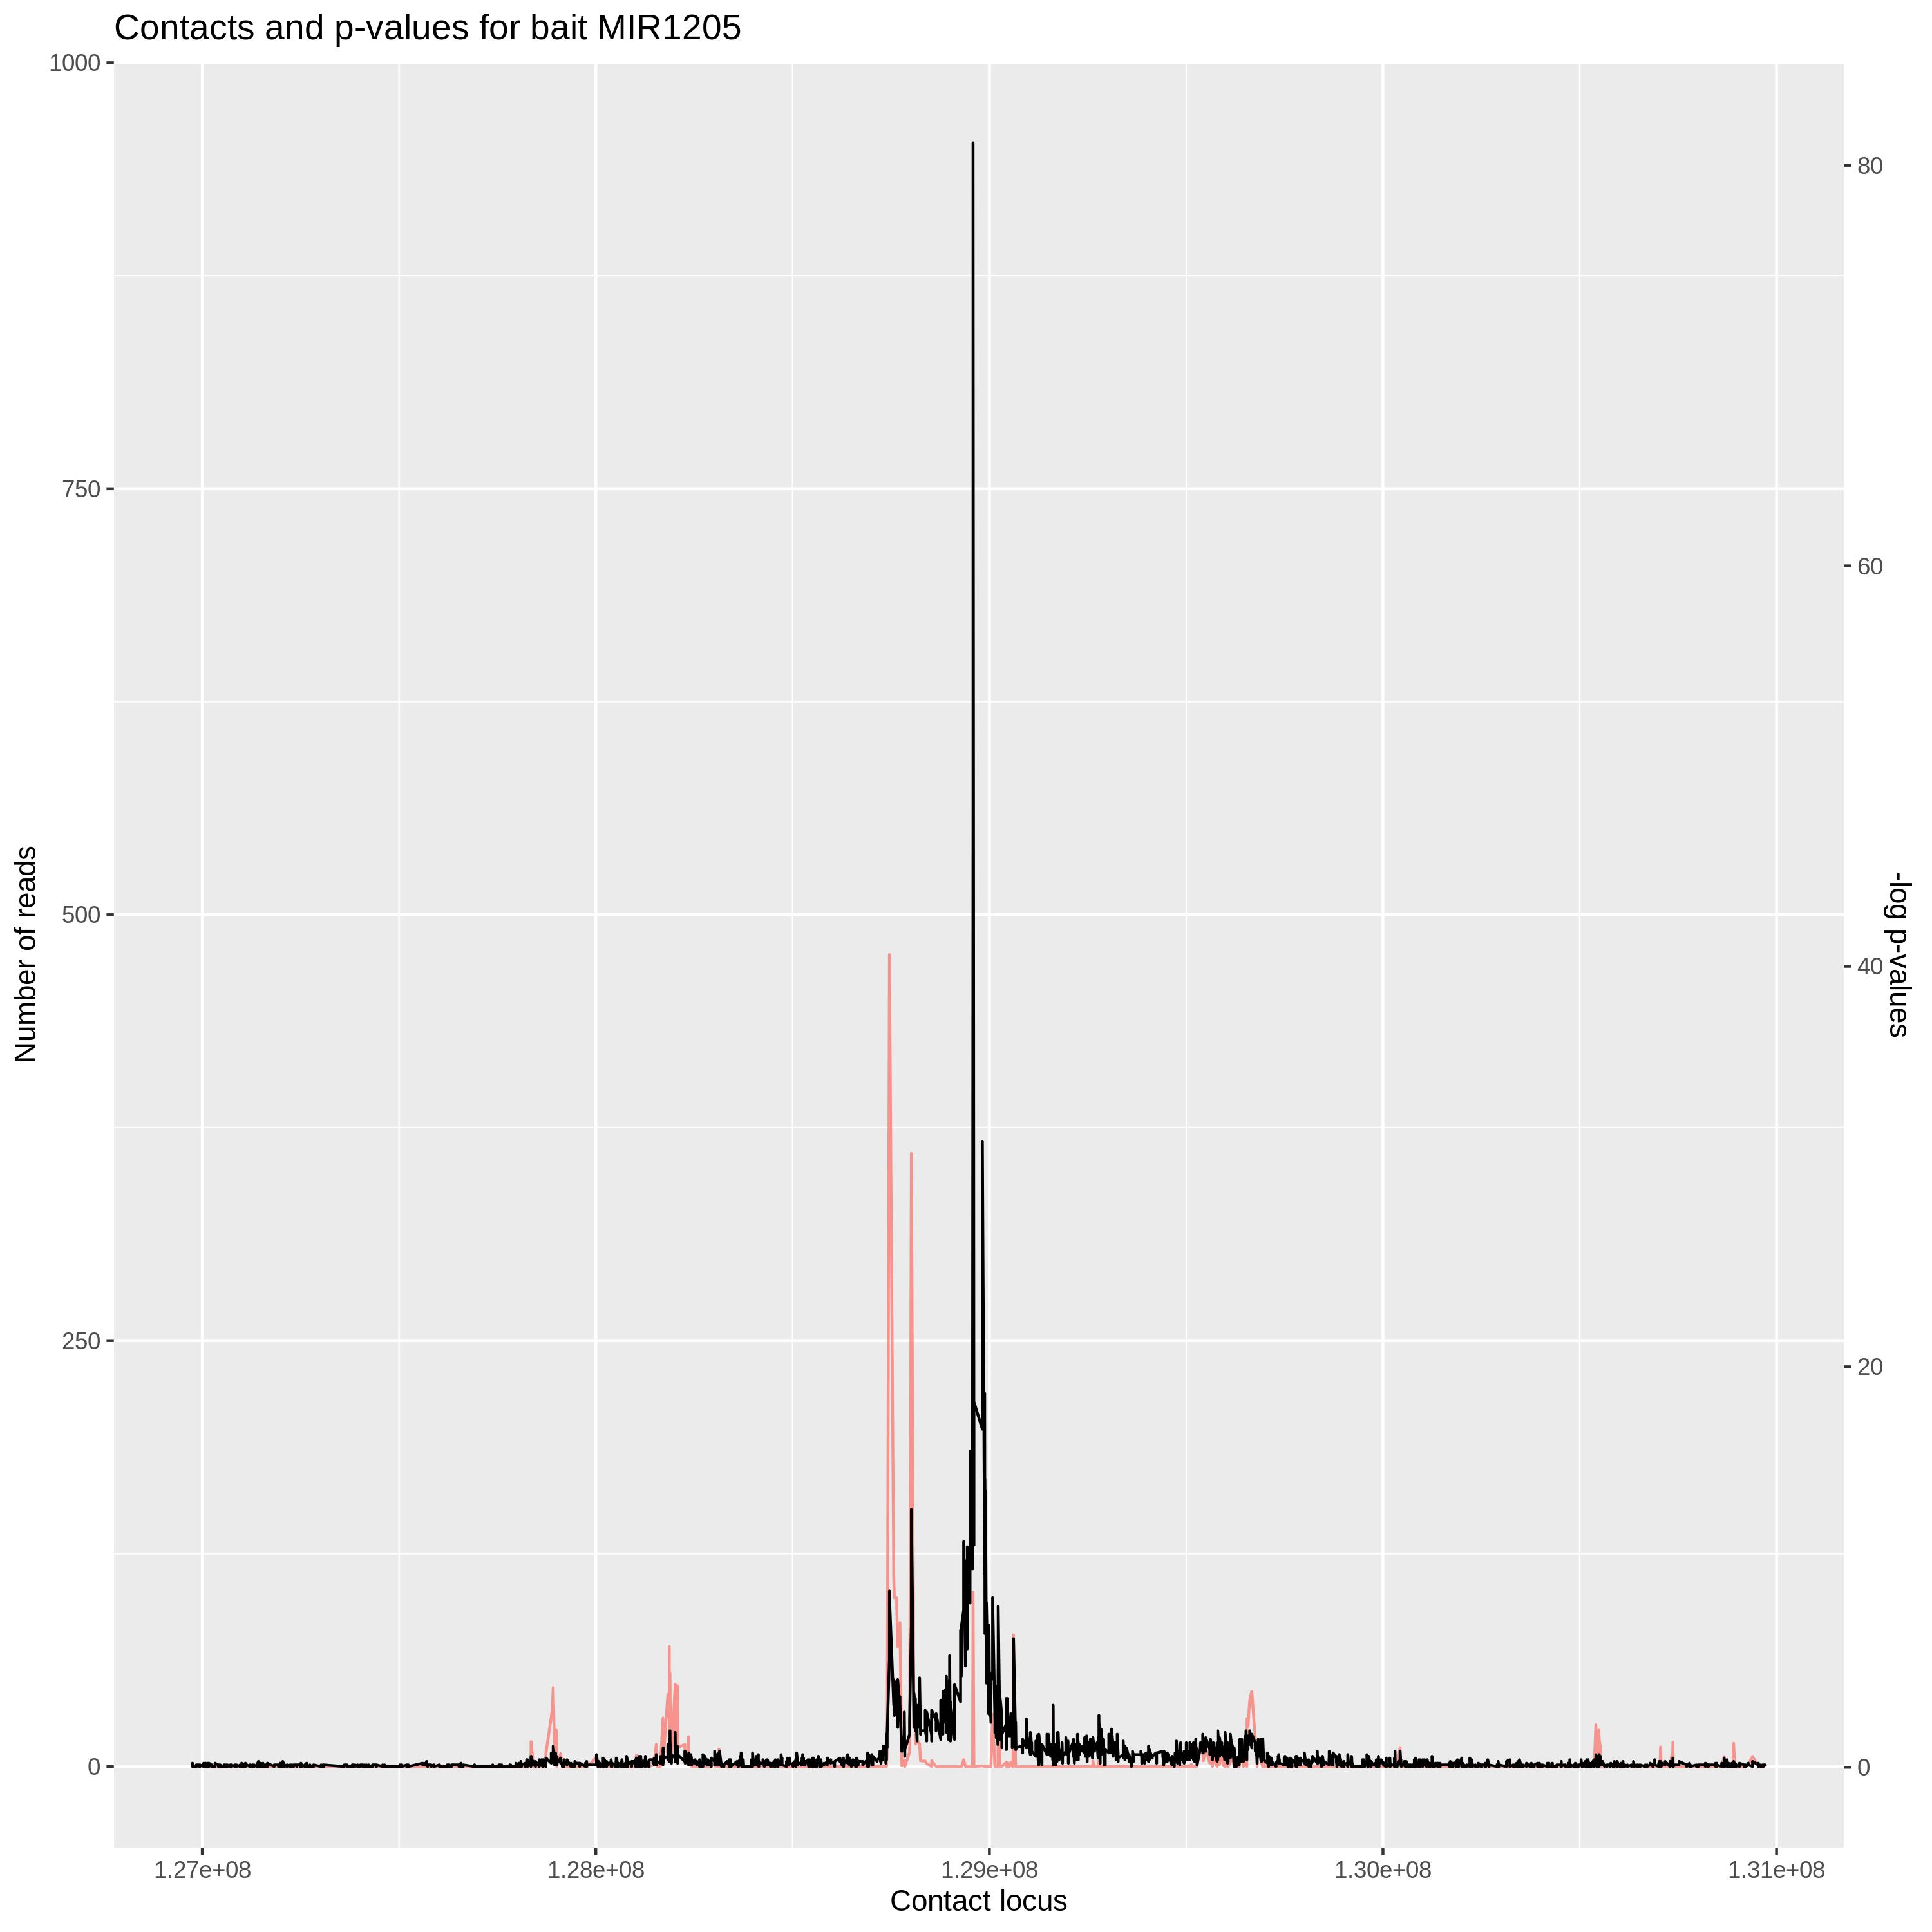 Contacts and p-values for bait MIR1205
1000
750
500
250
0
Number of reads
80
60
40
20
0
-log p-values
1.27e+08
1.28e+08
1.29e+08
1.30e+08
1.31e+08
Contact locus